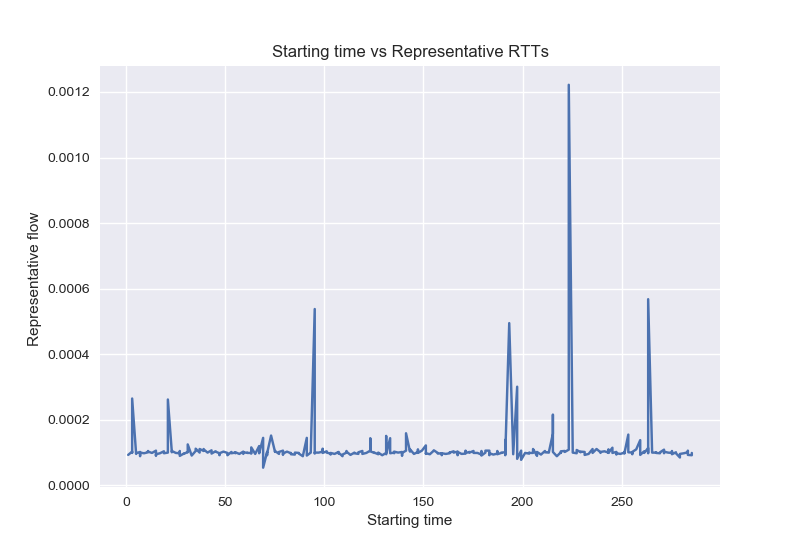 Starting time vs Representative RTTs
0.0012
0.0010
0.0008
0.0006
0.0004
0.0002
0.0000
Representative flow
0 50 100 150 200 250
Starting time